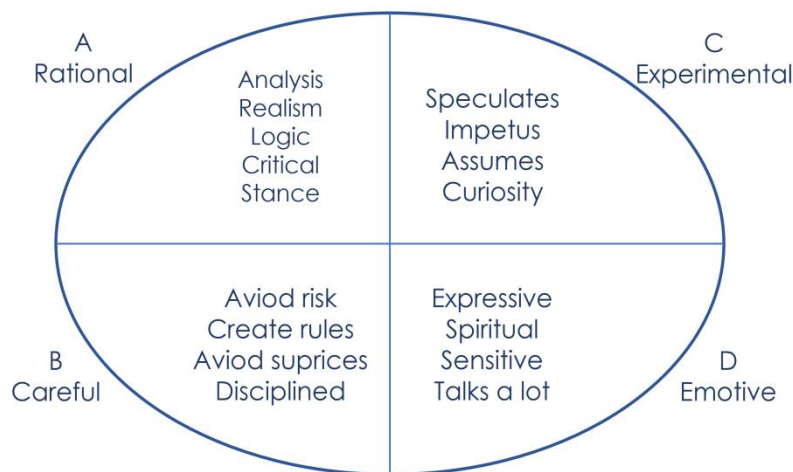 A
Rational
Analysis
Realism
Logic
Critical
Stance
C
Experimental
Speculates
Impetus
Assumes
Curiosity
B
Careful
Aviod risk
Create rules
Aviod suprices
Disciplined
Expressive
Spiritual
Sensitive
Talks a lot
D
Emotive